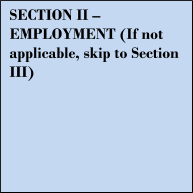 SECTION II –
EMPLOYMENT (If not
applicable, skip to Section
III)